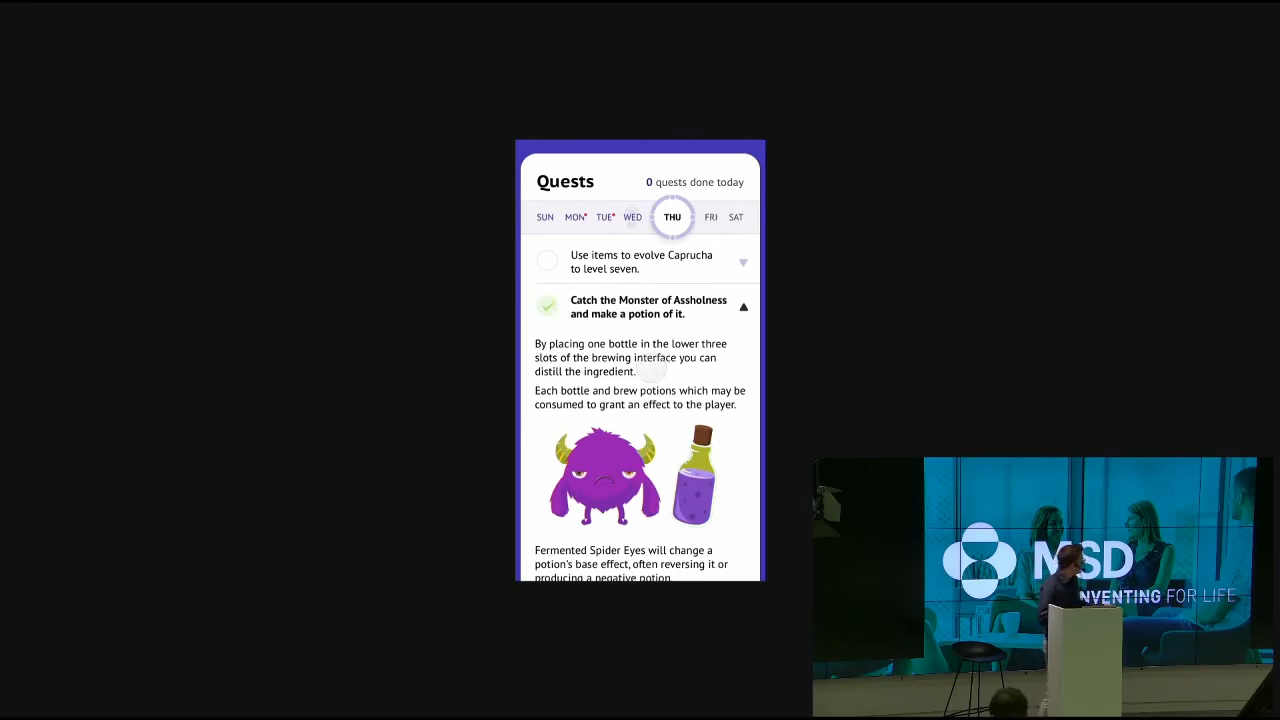 Quests
0 quests done today
SUN MON TUE WED THU FRI SAT
Use items to evolve Caprucha
to level seven.
Catch the Monster of Assholness
and make a potion of it.
By placing one bottle in the lower three
slots of the brewing interface you can
distill the ingredient.
Each bottle and brew potions which may be
consumed to grant an effect to the player.
Fermented Spider Eyes will change a
potion's base effect, often reversing it or
producing a negative potion.
MSD
INVENTING FOR LIFE